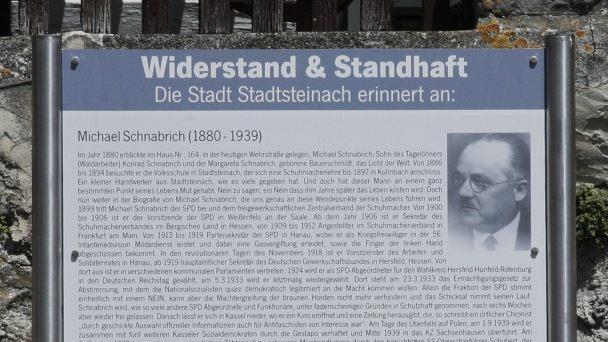 Widerstand & Standhaft
Die Stadt Stadtsteinach erinnert an:
Michael Schnabrich (1880 - 1939)
Im Jahr 1880 erblickte im Haus-Nr. 164, in der heutigen Wehrstraße gelegen, Michael Schnabrich, Sohn des Tagelöhners
(Waldarbeiter) Konrad Schnabrich und der Margareta Schnabrich, geborene Bauerschmidt, das Licht der Welt. Von 1886
bis 1894 besuchte er die Volksschule in Stadtsteinach, der sich eine Schuhmacherlehre bis 1897 in Kulmbach anschloss.
Ein kleiner Handwerker aus Stadtsteinach, wie es viele gegeben hat. Und doch hat dieser Mann an einem ganz
bestimmten Punkt seines Lebens Mut gehabt, Nein zu sagen; ein Nein dass ihm Jahre später das Leben kosten wird. Doch
nun weiter in der Biografie von Michael Schnabrich, die uns genau an diese Wendepunkte seines Lebens führen wird.
1899 tritt Michael Schnabrich der SPD bei und dem freigewerkschaftlichen Zentralverband der Schuhmacher. Von 1900
bis 1906 ist er der Vorsitzende der SPD in Weißenfels an der Saale. Ab dem Jahr 1906 ist er Sekretär des
Schuhmacherverbandes im Bergischen Land in Hessen, von 1909 bis 1912 Angestellter im Schuhmacherverband in
Frankfurt am Main. Von 1913 bis 1919 Parteisekretär der SPD in Hanau, wobei er als Kriegsfreiwilliger in der 56.
Infanteriedivision Militärdienst leistet und dabei eine Gasvergiftung erleidet, sowie die Finger der linken Hand
abgeschossen bekommt. In den revolutionären Tagen des Novembers 1918 ist er Vorsitzender des Arbeiter- und
Soldatenrates in Hanau, ab 1919 hauptamtlicher Sekretär des Deutschen Gewerkschaftsbundes in Hersfeld, Hessen. Von
dort aus ist er in verschiedenen kommunalen Parlamenten vertreten. 1924 wird er als SPD-Abgeordneter für den Wahlkreis Hersfeld-Hünfeld-Rotenburg
in den Deutschen Reichstag gewählt, am 5.3.1933 wird er letztmalig wiedergewählt. Dort steht am 23.3.1933 das Ermächtigungsgesetz zur
Abstimmung, mit dem die Nationalsozialisten quasi demokratisch legitimiert an die Macht kommen wollen. Allein die Fraktion der SPD stimmt
einheitlich mit einem NEIN, kann aber die Machtergreifung der braunen Horden nicht mehr verhindern und das Schicksal nimmt seinen Lauf.
Schnabrich wird, wie so viele andere SPD Abgeordnete und Funktionäre, unter fadenscheinigen Gründen in Schutzhaft genommen, nach sechs Wochen
aber wieder frei gelassen. Danach lässt er sich in Kassel nieder, wo er ein Kino eröffnet und eine Zeitung herausgibt, die, so schreibt ein örtlicher Chronist
„durch geschickte Auswahl offizieller Informationen auch für Antifaschisten von Interesse war“. Am Tage des Überfalls auf Polen, am 1.9.1939 wird er
zusammen mit fünf weiteren Kasseler Sozialdemokraten durch die Gestapo verhaftet und Mitte 1939 in das KZ Sachsenhausen überführt. Am